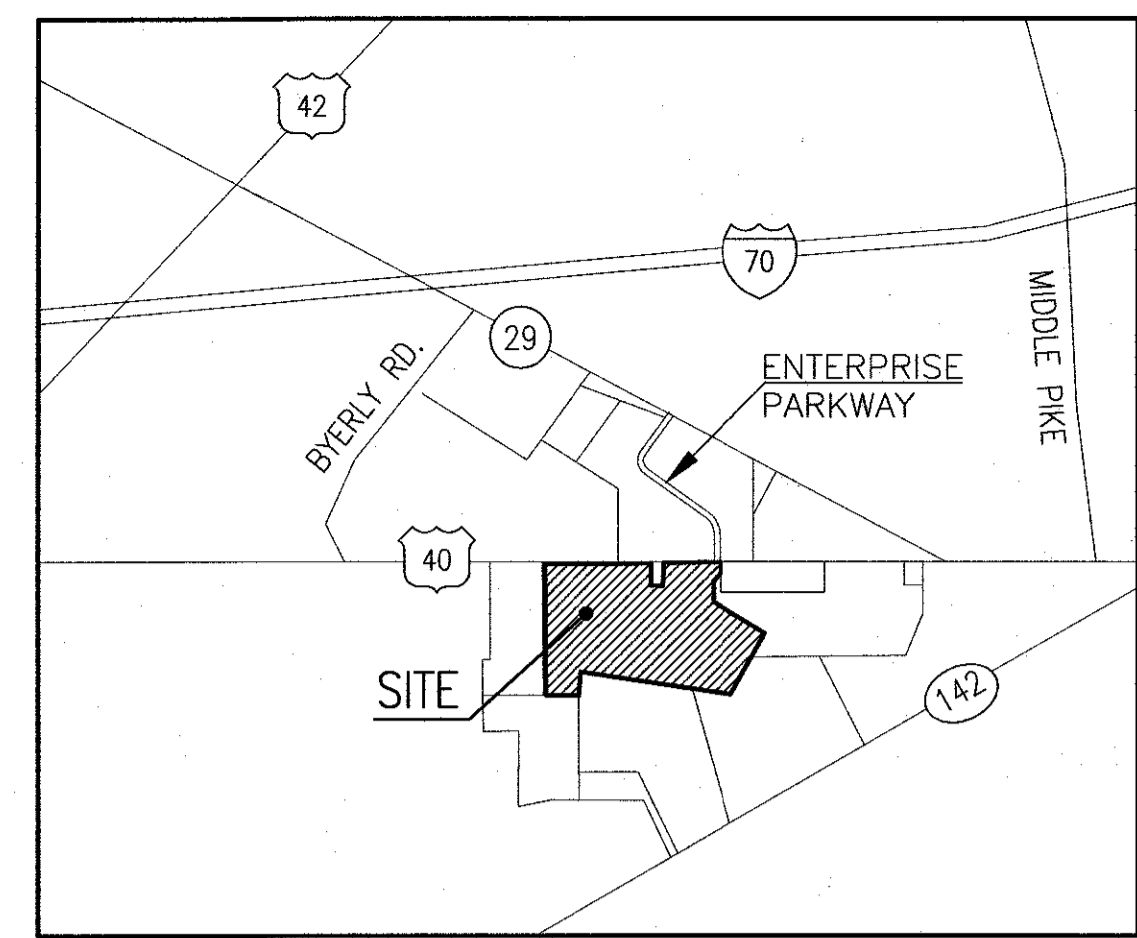 42
70
29
MIDDLE PIKE
BYERLY RD.
ENTERPRISE
PARKWAY
40
SITE
142